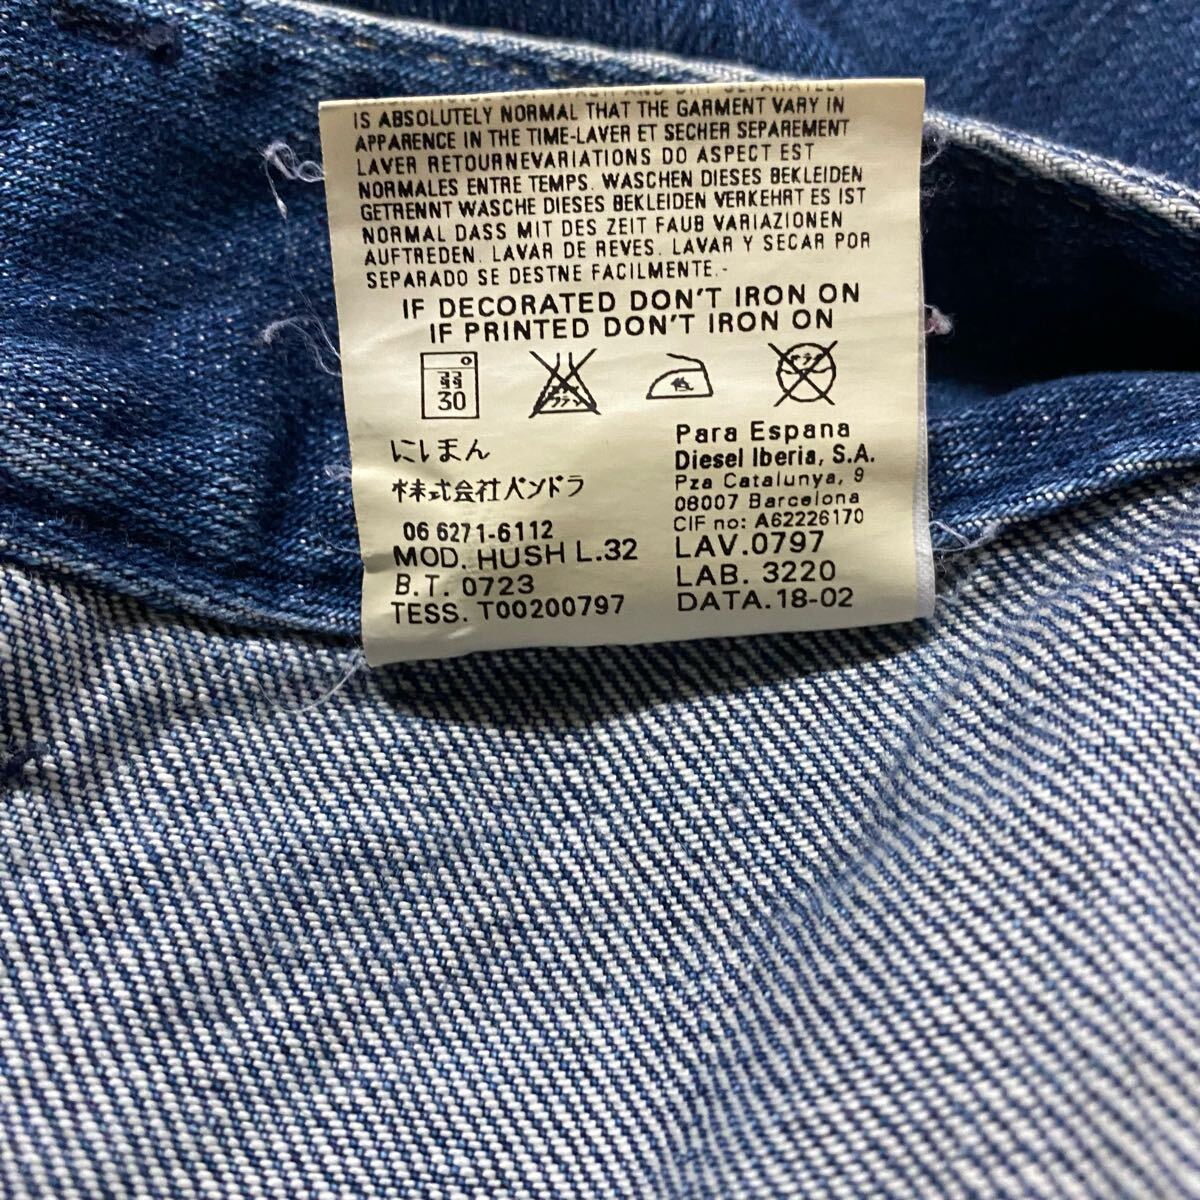 IS ABSOLUTELY NORMAL THAT THE GARMENT VARY IN
APPARENCE IN THE TIME-LAVER ET SECHER SEPAREMENT
LAVER RETOURNEVARIATIONS DO ASPECT EST
NORMALES ENTRE TEMPS. WASCHEN DIESES BEKLEIDEN
GETRENNT WASCHE DIESES BEKLEIDEN VERKEHRT ES IST
NORMAL DASS MIT DES ZEIT FAUB VARIAZIONEN
AUFTREDEN. LAVAR DE REVES. LAVAR Y SECAR POR
SEPARADO SE DESTNE FACILMENTE.-
IF DECORATED DON'T IRON ON
IF PRINTED DON'T IRON ON
弱
30
にしまん
株式会社パンドラ
06 6271-6112
MOD. HUSH L.32
B.T. 0723
TESS. T00200797
Para Espana
Diesel Iberia, S.A.
Pza Catalunya, 9
08007 Barcelona
CIF no: A62226170
LAV.0797
LAB. 3220
DATA.18-02